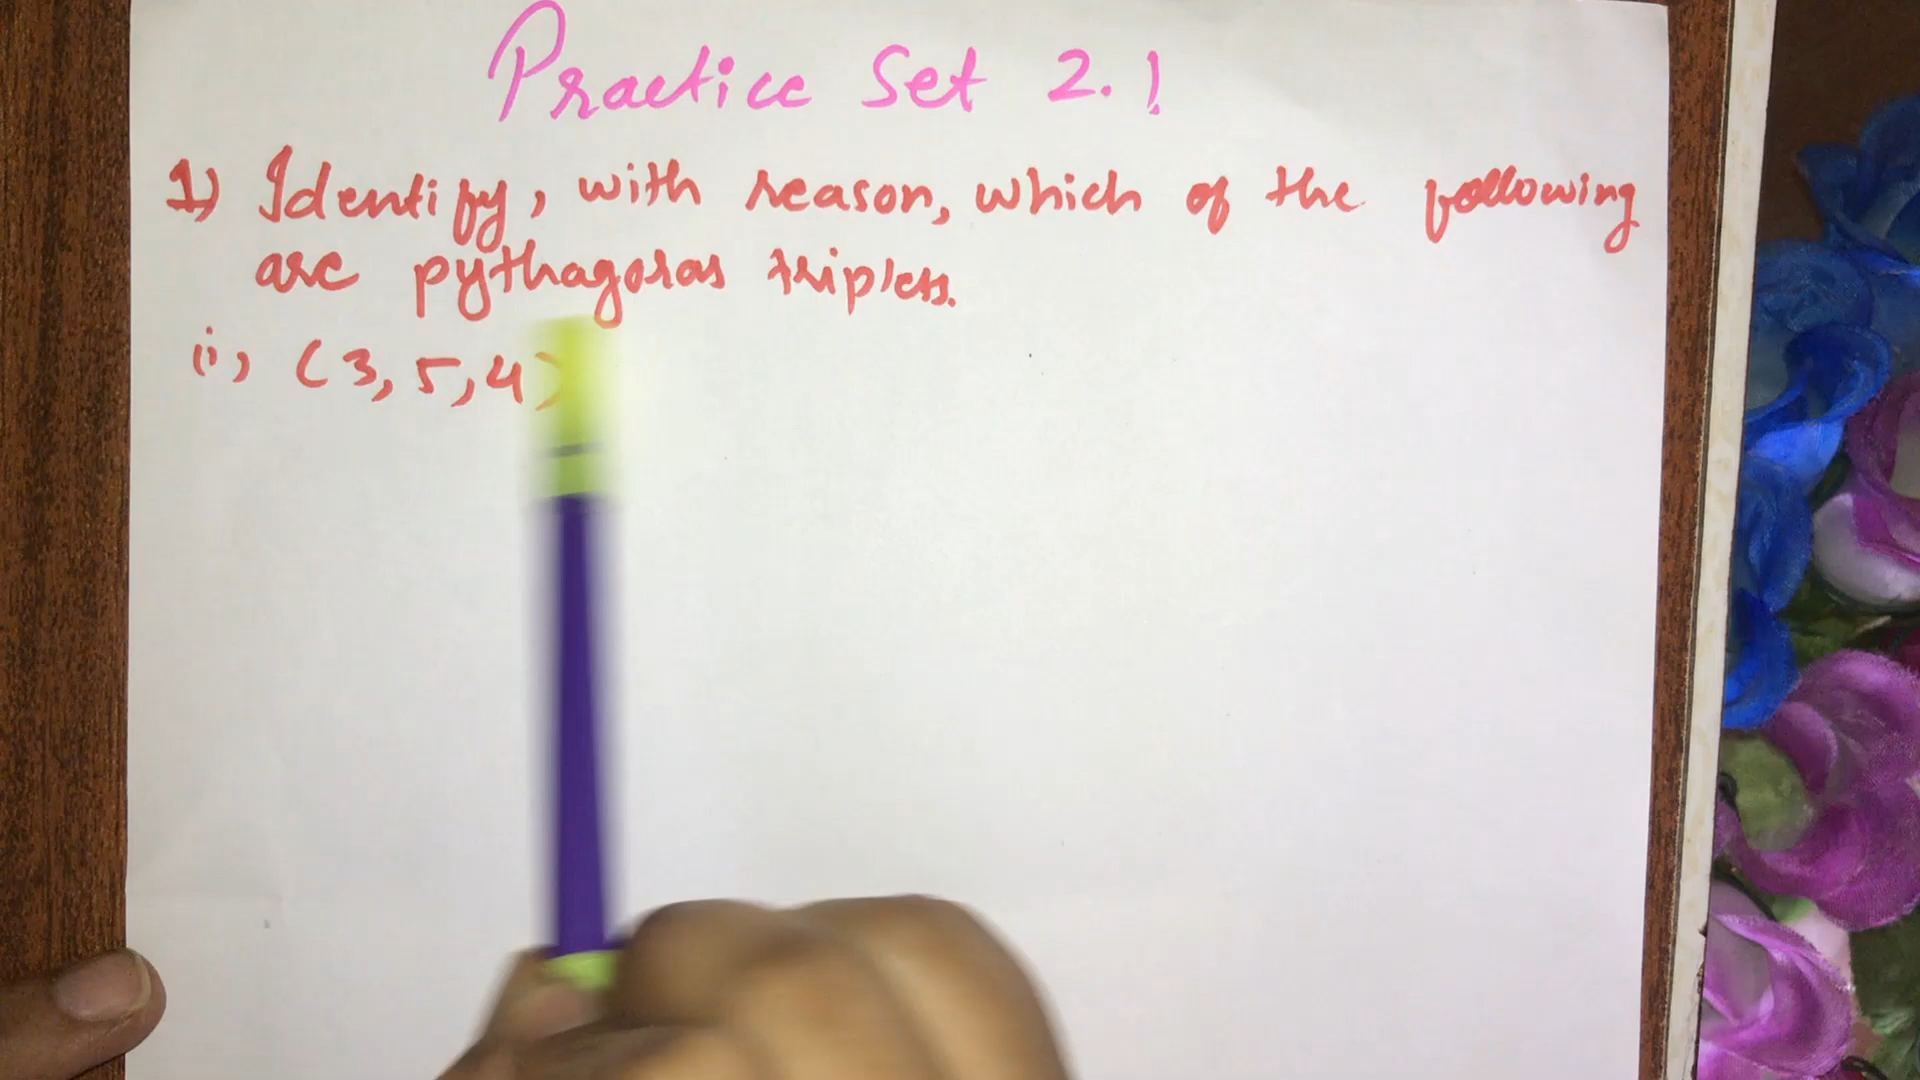 Practice Set 2.1
1) Identify, with reason, which of the following
are pythagoras triplets.
(i) (3, 5, 4)